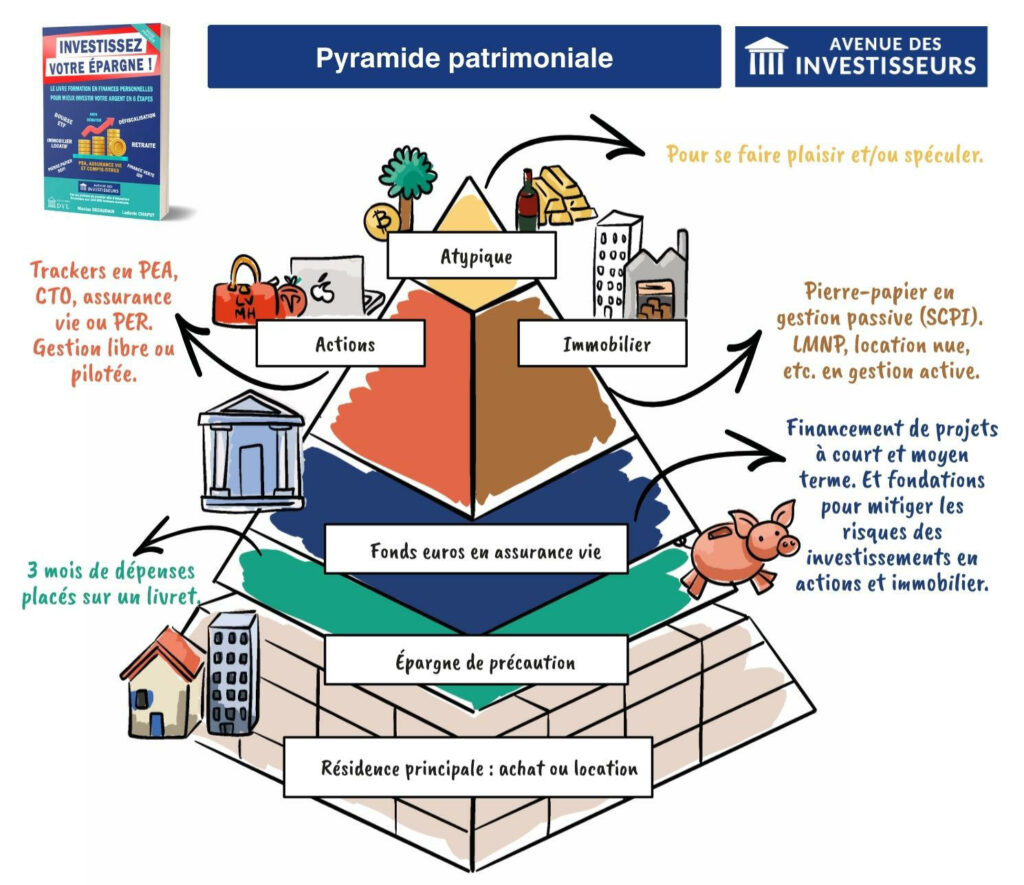 INVESTISSEZ
VOTRE ÉPARGNE !
LE LIVRE FORMATION EN FINANCES PERSONNELLES
POUR MIEUX INVESTIR VOTRE ARGENT EN 6 ÉTAPES
BOURSE
ETF
DÉFISCALISATION
IMMOBILIER
LOCATIF
RETRAITE
PEA, ASSURANCE VIE
ET COMPTE-TITRES
AVENUE DES
INVESTISSEURS
Pyramide patrimoniale
AVENUE DES
INVESTISSEURS
Pour se faire plaisir et/ou spéculer.
Atypique
Trackers en PEA,
CTO, assurance
vie ou PER.
Gestion libre ou
pilotée.
LV
MH
Actions
Immobilier
Pierre-papier en
gestion passive (SCPI).
LMNP, location nue,
etc. en gestion active.
Financement de projets
à court et moyen
terme. Et fondations
pour mitiger les
risques des
investissements en
actions et immobilier.
Fonds euros en assurance vie
3 mois de dépenses
placés sur un livret.
Épargne de précaution
Résidence principale : achat ou location